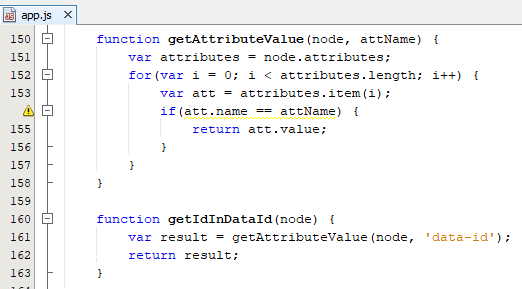 app.js
150 function getAttributeValue(node, attName) {
151 var attributes = node.attributes;
152 for(var i = 0; i < attributes.length; i++) {
153 var att = attributes.item(i);
if(att.name == attName) {
155 return att.value;
156 }
157 }
158 }
159
160 function getIdInDataId(node) {
161 var result = getAttributeValue(node, 'data-id');
162 return result;
163 }